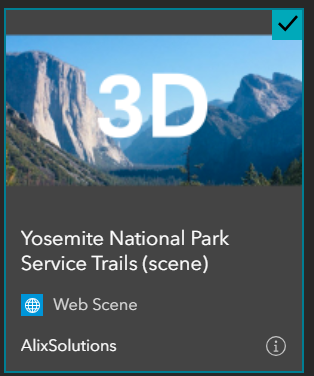 3D
Yosemite National Park
Service Trails (scene)
Web Scene
AlixSolutions